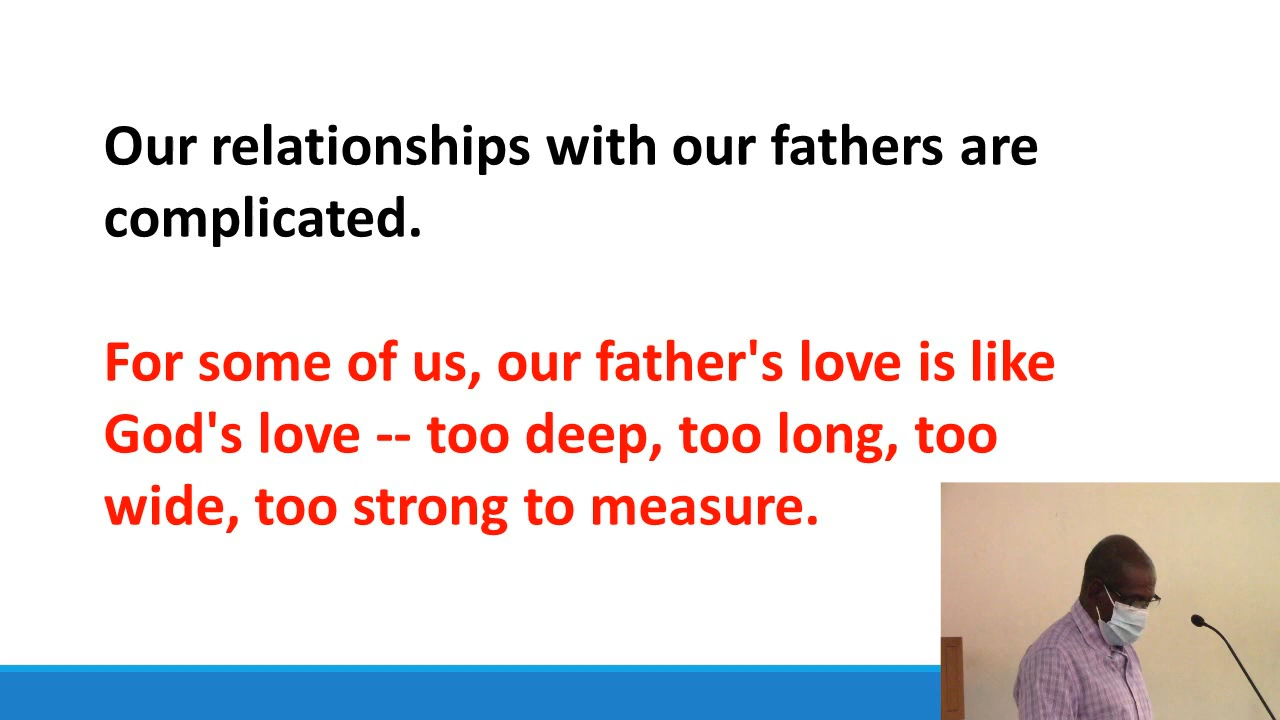 Our relationships with our fathers are
complicated.
For some of us, our father's love is like
God's love -- too deep, too long, too
wide, too strong to measure.